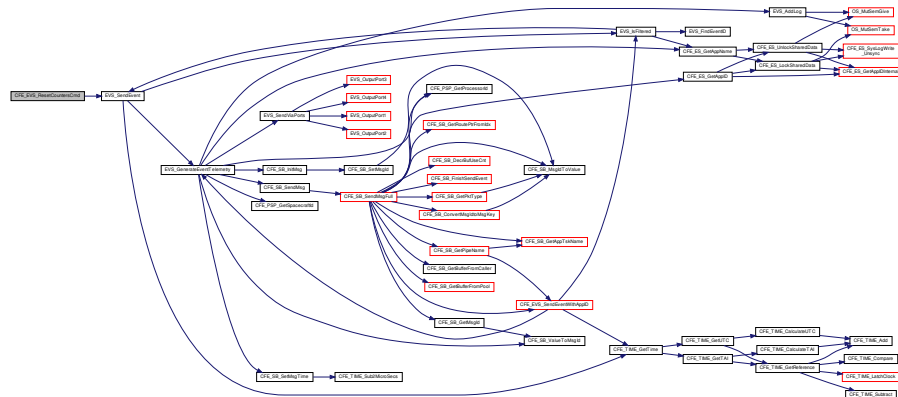 EVS_AddLog
OS_MutSemGive
OS_MutSemTake
EVS_IsFiltered
EVS_FindEventID
CFE_ES_GetAppName
CFE_ES_UnlockSharedData
CFE_ES_SysLogWrite
_Unsync
CFE_ES_LockSharedData
CFE_ES_GetAppIDInternal
CFE_ES_GetAppID
EVS_OutputPort3
CFE_PSP_GetProcessorId
CFE_EVS_ResetCountersCmd
EVS_SendEvent
EVS_OutputPort4
EVS_SendViaPorts
EVS_OutputPort1
CFE_SB_GetRoutePtrFromIdx
EVS_OutputPort2
CFE_SB_DecrBufUseCnt
EVS_GenerateEventTelemetry
CFE_SB_InitMsg
CFE_SB_SetMsgId
CFE_SB_MsgIdToValue
CFE_SB_FinishSendEvent
CFE_SB_SendMsg
CFE_SB_SendMsgFull
CFE_SB_GetPktType
CFE_PSP_GetSpacecraftId
CFE_SB_ConvertMsgIdtoMsgKey
CFE_SB_GetAppTskName
CFE_SB_GetPipeName
CFE_SB_GetBufferFromCaller
CFE_SB_GetBufferFromPool
CFE_EVS_SendEventWithAppID
CFE_SB_GetMsgId
CFE_SB_ValueToMsgId
CFE_TIME_CalculateUTC
CFE_TIME_GetUTC
CFE_TIME_Add
CFE_TIME_GetTime
CFE_TIME_CalculateTAI
CFE_TIME_GetTAI
CFE_TIME_Compare
CFE_TIME_GetReference
CFE_SB_SetMsgTime
CFE_TIME_Sub2MicroSecs
CFE_TIME_LatchClock
CFE_TIME_Subtract